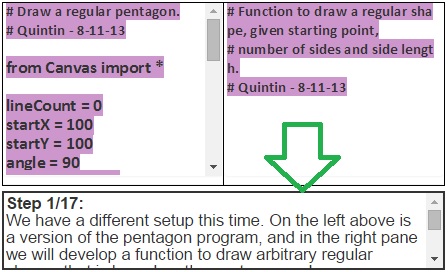 # Draw a regular pentagon.
# Quintin - 8-11-13
from Canvas import *
lineCount = 0
startX = 100
startY = 100
angle = 90
# Function to draw a regular sha
pe, given starting point,
# number of sides and side lengt
h.
# Quintin - 8-11-13
Step 1/17:
We have a different setup this time. On the left above is
a version of the pentagon program, and in the right pane
we will develop a function to draw arbitrary regular